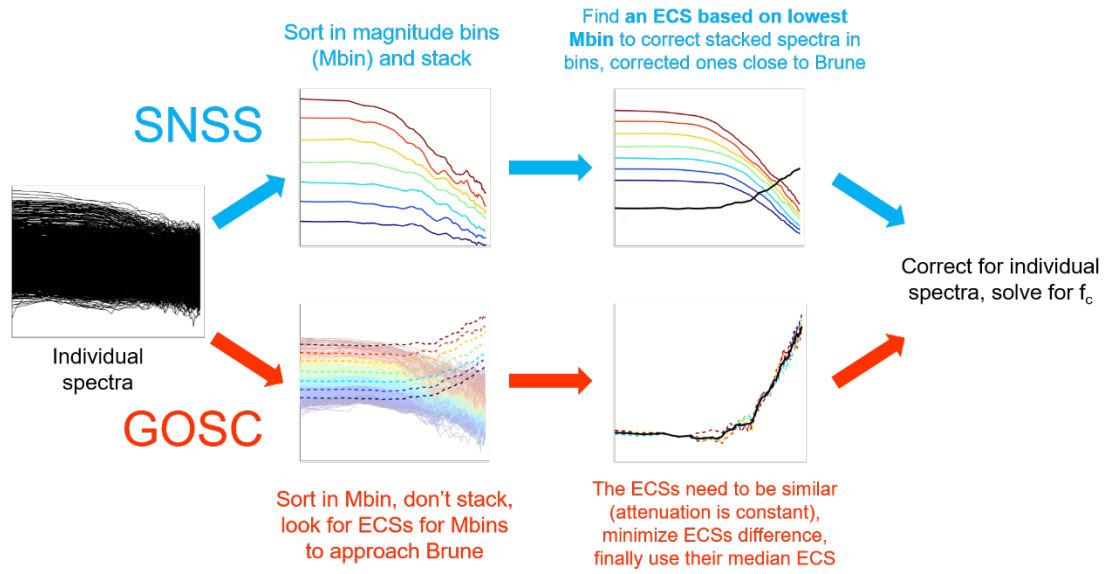 Sort in magnitude bins
(Mbin) and stack
Find an ECS based on lowest
Mbin to correct stacked spectra in
bins, corrected ones close to Brune
SNSS
Individual
spectra
Correct for individual
spectra, solve for fc
GOSC
Sort in Mbin, don't stack,
look for ECSs for Mbins
to approach Brune
The ECSs need to be similar
(attenuation is constant),
minimize ECSs difference,
finally use their median ECS